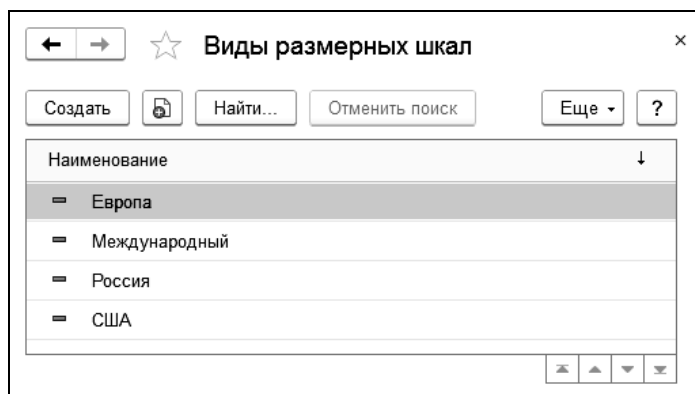 Виды размерных шкал
Создать Найти... Отменить поиск Еще ?
Наименование
Европа
Международный
Россия
США